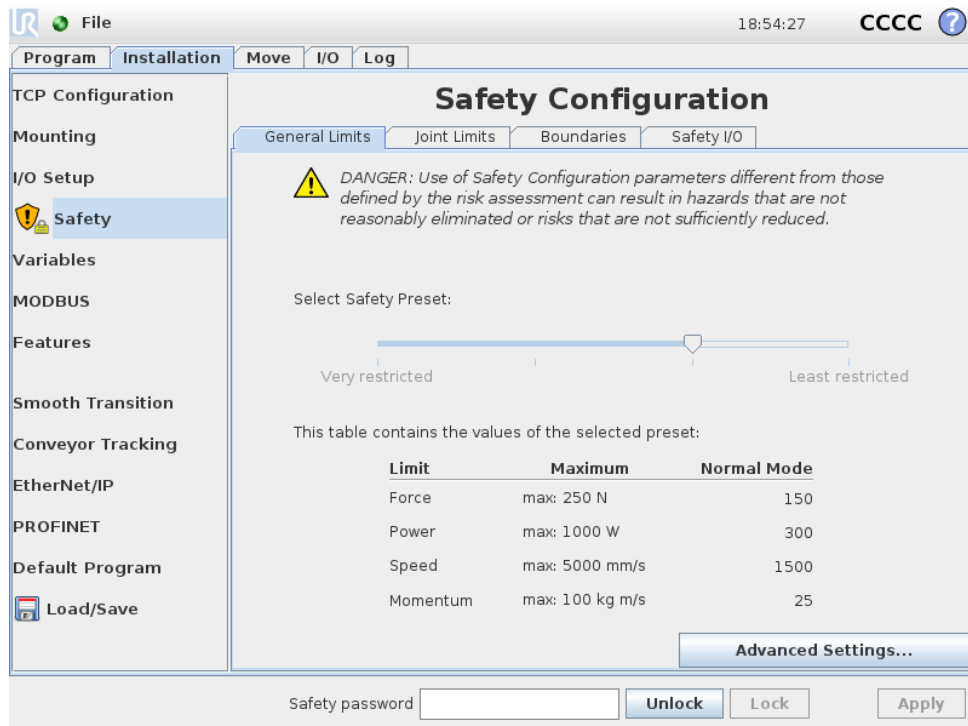 UR File 18:54:27 CCCC ?
Program Installation Move I/O Log
TCP Configuration
Mounting
I/O Setup
Safety
Variables
MODBUS
Features
Smooth Transition
Conveyor Tracking
EtherNet/IP
PROFINET
Default Program
Load/Save
Safety Configuration
General Limits Joint Limits Boundaries Safety I/O
DANGER: Use of Safety Configuration parameters different from those
defined by the risk assessment can result in hazards that are not
reasonably eliminated or risks that are not sufficiently reduced.
Select Safety Preset:
Very restricted Least restricted
This table contains the values of the selected preset:
Limit Maximum Normal Mode
Force max: 250 N 150
Power max: 1000 W 300
Speed max: 5000 mm/s 1500
Momentum max: 100 kg m/s 25
Advanced Settings...
Safety password Unlock Lock Apply